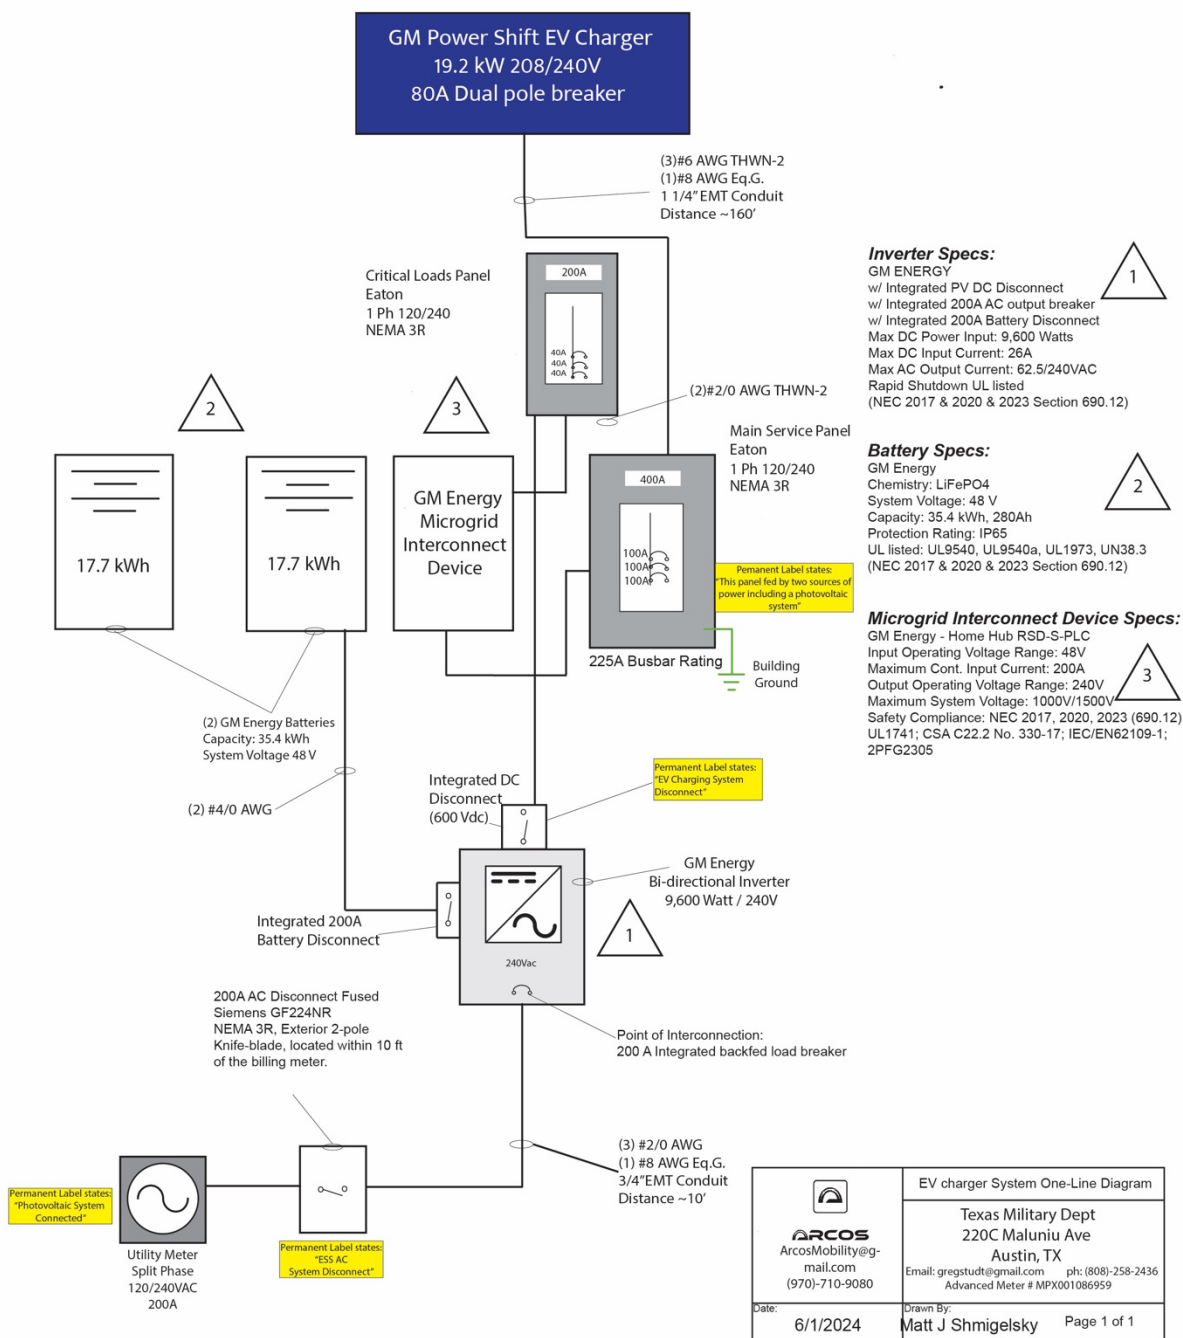 GM Power Shift EV Charger
19.2 kW 208/240V
80A Dual pole breaker
(3)#6 AWG THWN-2
(1)#8 AWG Eq.G.
1 1/4” EMT Conduit
Distance ~160’
Critical Loads Panel
Eaton
1 Ph 120/240
NEMA 3R
200A
40A
40A
40A
(2)#2/0 AWG THWN-2
Main Service Panel
Eaton
1 Ph 120/240
NEMA 3R
400A
100A
100A
100A
225A Busbar Rating
Building
Ground
Pemanent Label states:
“This panel fed by two sources of
power including a photovoltaic
system”
2
3
17.7 kWh
17.7 kWh
GM Energy
Microgrid
Interconnect
Device
(2) GM Energy Batteries
Capacity: 35.4 kWh
System Voltage 48 V
(2) #4/0 AWG
Integrated DC
Disconnect
(600 Vdc)
Permanent Label states:
“EV Charging System
Disconnect”
GM Energy
Bi-directional Inverter
9,600 Watt / 240V
1
Integrated 200A
Battery Disconnect
240Vac
Point of Interconnection:
200 A Integrated backfed load breaker
200A AC Disconnect Fused
Siemens GF224NR
NEMA 3R, Exterior 2-pole
Knife-blade, located within 10 ft
of the billing meter.
(3) #2/0 AWG
(1) #8 AWG Eq.G.
3/4”EMT Conduit
Distance ~10’
Permanent Label states:
“Photovoltaic System
Connected”
Utility Meter
Split Phase
120/240VAC
200A
Permanent Label states:
“ESS AC
System Disconnect”
Inverter Specs:
1
GM ENERGY
w/ Integrated PV DC Disconnect
w/ Integrated 200A AC output breaker
w/ Integrated 200A Battery Disconnect
Max DC Power Input: 9,600 Watts
Max DC Input Current: 26A
Max AC Output Current: 62.5/240VAC
Rapid Shutdown UL listed
(NEC 2017 & 2020 & 2023 Section 690.12)
Battery Specs:
2
GM Energy
Chemistry: LiFePO4
System Voltage: 48 V
Capacity: 35.4 kWh, 280Ah
Protection Rating: IP65
UL listed: UL9540, UL9540a, UL1973, UN38.3
(NEC 2017 & 2020 & 2023 Section 690.12)
Microgrid Interconnect Device Specs:
3
GM Energy - Home Hub RSD-S-PLC
Input Operating Voltage Range: 48V
Maximum Cont. Input Current: 200A
Output Operating Voltage Range: 240V
Maximum System Voltage: 1000V/1500V
Safety Compliance: NEC 2017, 2020, 2023 (690.12)
UL1741; CSA C22.2 No. 330-17; IEC/EN62109-1;
2PFG2305
ARCOS
ArcosMobility@g-
mail.com
(970)-710-9080
EV charger System One-Line Diagram
Texas Military Dept
220C Maluniu Ave
Austin, TX
Email: gregstudt@gmail.com ph: (808)-258-2436
Advanced Meter # MPX001086959
Date:
6/1/2024
Drawn By:
Matt J Shmigelsky
Page 1 of 1